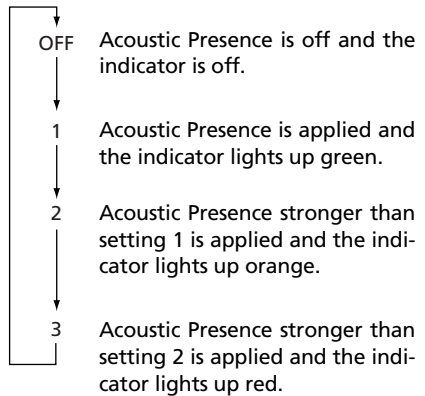 OFF Acoustic Presence is off and the
indicator is off.
1 Acoustic Presence is applied and
the indicator lights up green.
2 Acoustic Presence stronger than
setting 1 is applied and the indi-
cator lights up orange.
3 Acoustic Presence stronger than
setting 2 is applied and the indi-
cator lights up red.